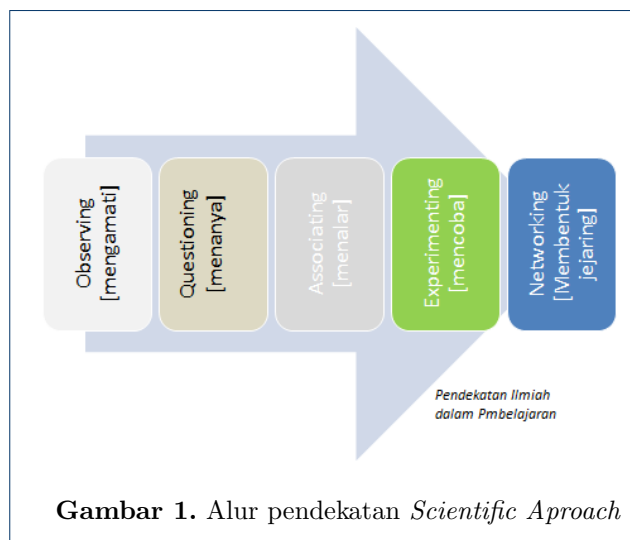 Observing
[mengamati]
Questioning
[menanya]
Associating
[menalar]
Experimenting
[mencoba]
Networking
[Membentuk
jejaring]
Pendekatan Ilmiah
dalam Pmbelajaran
Gambar 1. Alur pendekatan Scientific Aproach